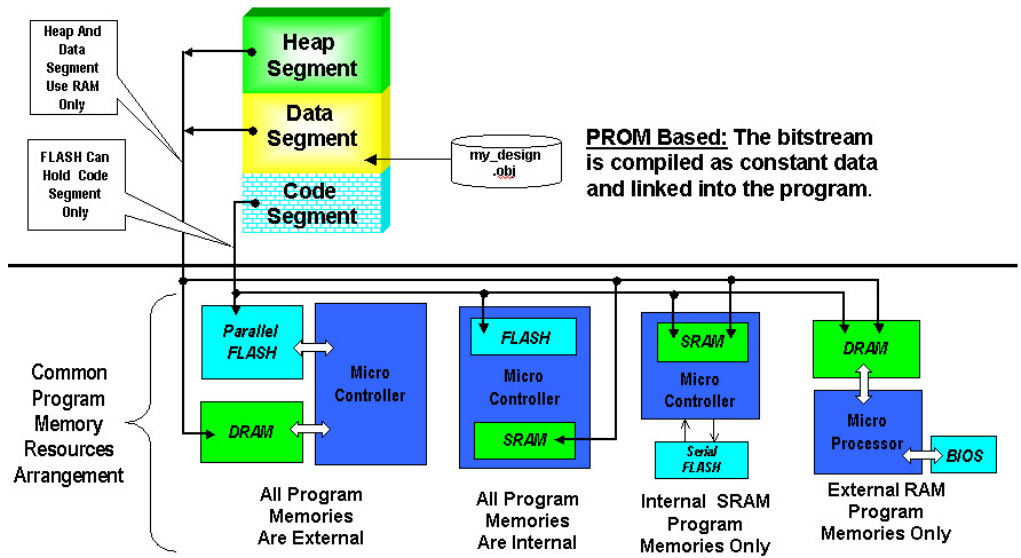 Heap And
Data
Segment
Use RAM
Only
FLASH Can
Hold Code
Segment
Only
Heap
Segment
Data
Segment
Code
Segment
my_design
.obj
PROM Based: The bitstream
is compiled as constant data
and linked into the program.
Common
Program
Memory
Resources
Arrangement
Parallel
FLASH
DRAM
Micro
Controller
All Program
Memories
Are External
FLASH
Micro
Controller
SRAM
All Program
Memories
Are Internal
SRAM
Micro
Controller
Serial
FLASH
Internal SRAM
Program
Memories Only
DRAM
Micro
Processor
BIOS
External RAM
Program
Memories Only